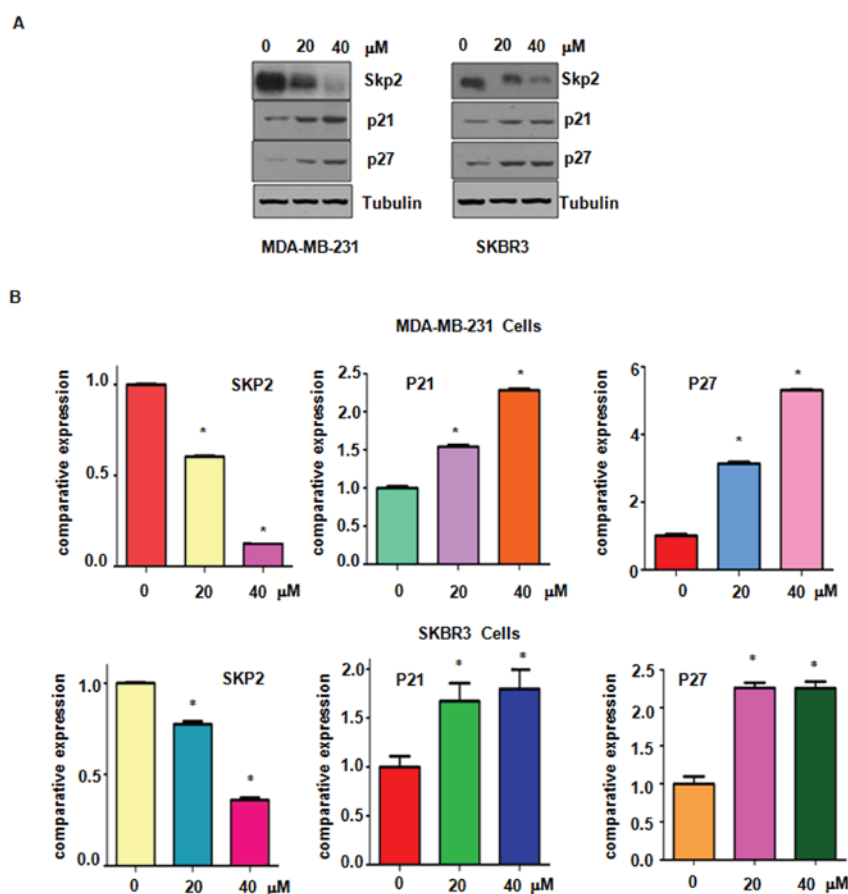 A
0 20 40 μM 0 20 40 μM
Skp2 Skp2
p21 p21
p27 p27
Tubulin Tubulin
MDA-MB-231 SKBR3
B
MDA-MB-231 Cells
comparative expression
1.0
0.5
0.0
SKP2
*
*
0 20 40 μM
comparative expression
2.5
2.0
1.5
1.0
0.5
0.0
P21
*
*
0 20 40 μM
comparative expression
6
4
2
0
P27
*
*
0 20 40 μM
SKBR3 Cells
comparative expression
1.0
0.5
0.0
SKP2
*
*
0 20 40 μM
comparative expression
2.0
1.5
1.0
0.5
0.0
P21
*
*
0 20 40 μM
comparative expression
2.5
2.0
1.5
1.0
0.5
0.0
P27
*
*
0 20 40 μM